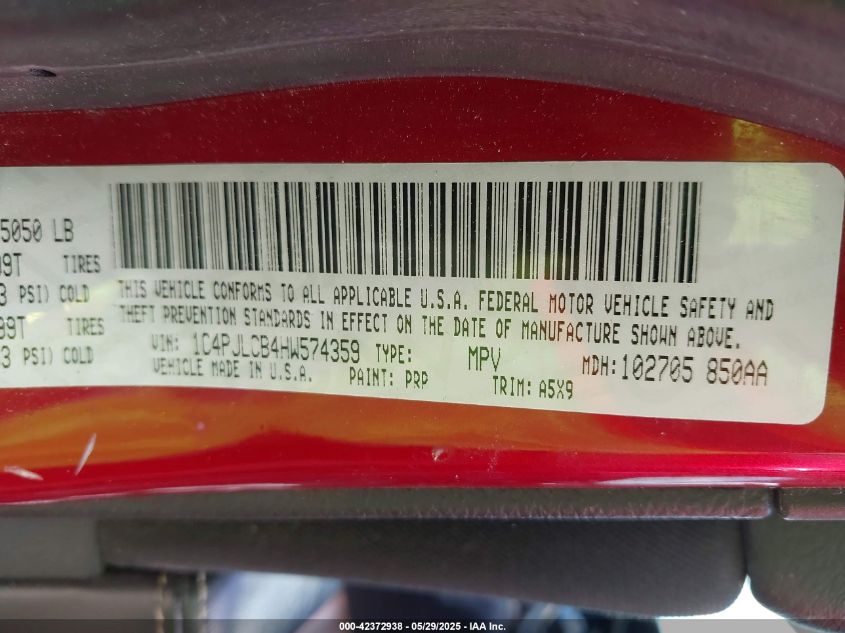 5050 LB
99T TIRES
3 PSI) COLD
99T TIRES
3 PSI) COLD
THIS VEHICLE CONFORMS TO ALL APPLICABLE U.S.A. FEDERAL MOTOR VEHICLE SAFETY AND
THEFT PREVENTION STANDARDS IN EFFECT ON THE DATE OF MANUFACTURE SHOWN ABOVE.
VIN: 1C4PJLCB4HW574359 TYPE: MPV MDH:102705 850AA
VEHICLE MADE IN U.S.A. PAINT: PRP TRIM: A5X9
000-42372938 - 05/29/2025 - IAA Inc.